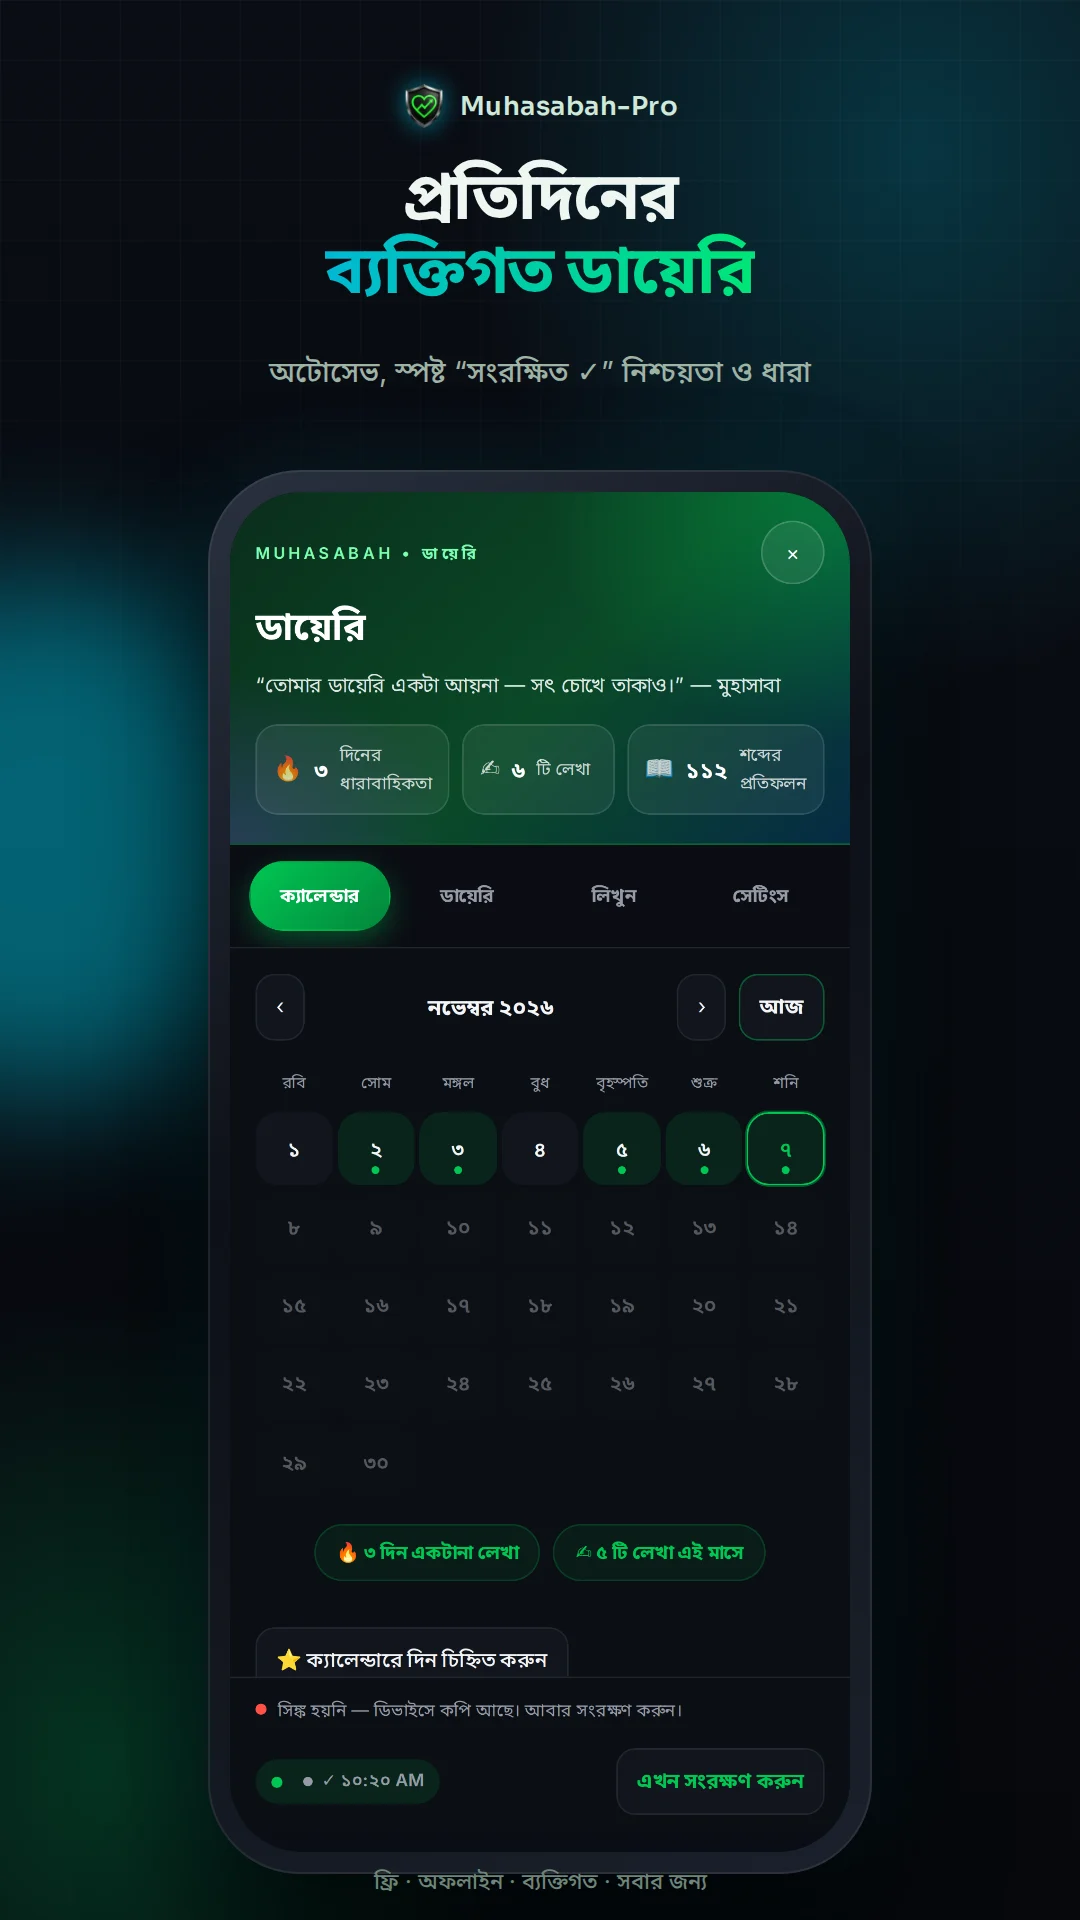 Muhasabah-Pro
প্রতিদিনের
ব্যক্তিগত ডায়েরি
অটোসেভ, স্পষ্ট “সংরক্ষিত ✓” নিশ্চয়তা ও ধারা
MUHASABAH • ডায়েরি
×
ডায়েরি
“তোমার ডায়েরি একটা আয়না — সৎ চোখে তাকাও।” — মুহাসাবা
🔥 ৩ দিনের ধারাবাহিকতা
✍ ৬ টি লেখা
📖 ১১২ শব্দের প্রতিফলন
ক্যালেন্ডার ডায়েরি লিখুন সেটিংস
‹ নভেম্বর ২০২৬ › আজ
রবি সোম মঙ্গল বুধ বৃহস্পতি শুক্র শনি
১ ২ ৩ ৪ ৫ ৬ ৭
৮ ৯ ১০ ১১ ১২ ১৩ ১৪
১৫ ১৬ ১৭ ১৮ ১৯ ২০ ২১
২২ ২৩ ২৪ ২৫ ২৬ ২৭ ২৮
২৯ ৩০
🔥 ৩ দিন একটানা লেখা ✍ ৫ টি লেখা এই মাসে
⭐ ক্যালেন্ডারে দিন চিহ্নিত করুন
সিঙ্ক হয়নি — ডিভাইসে কপি আছে। আবার সংরক্ষণ করুন।
✓ ১০:২০ AM এখন সংরক্ষণ করুন
ফ্রি · অফলাইন · ব্যক্তিগত · সবার জন্য